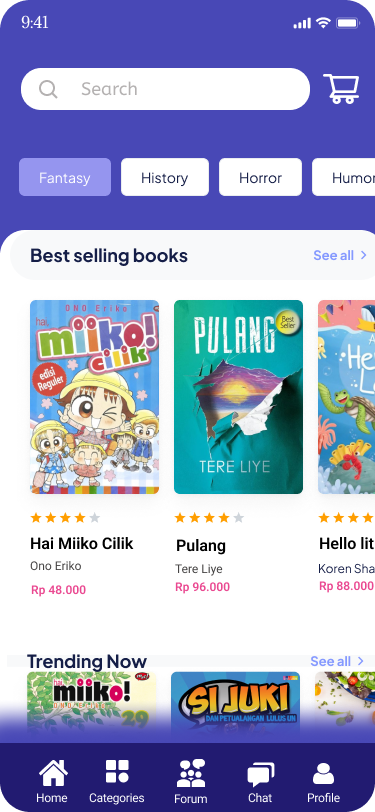 9:41
Search
Fantasy
History
Horror
Humor
Best selling books
See all
ONO Eriko
hai
miiko!
cilik
edisi
Reguler
PULANG
Best
Seller
TERE LIYE
He
Hai Miiko Cilik
Ono Eriko
Rp 48.000
Pulang
Tere Liye
Rp 96.000
Hello lit
Koren Sha
Rp 88.000
Trending Now
See all
hai
miiko!
29
SI JUKI
DAN PETUALANGAN LULUS UN
Home
Categories
Forum
Chat
Profile